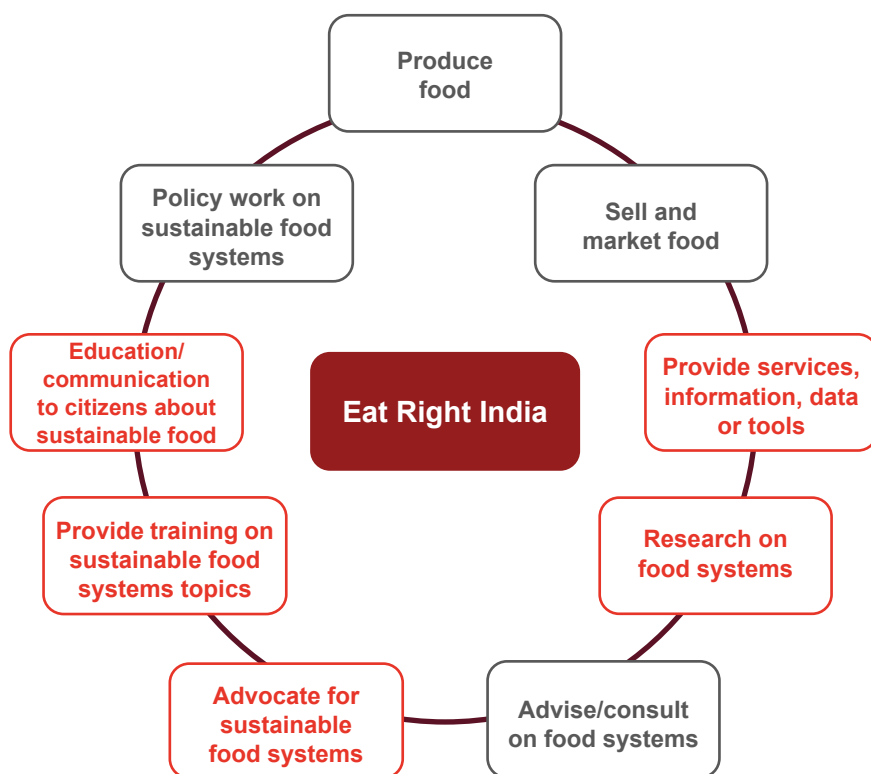 Produce
food
Policy work on
sustainable food
systems
Sell and
market food
Education/
communication
to citizens about
sustainable food
Eat Right India
Provide services,
information, data
or tools
Provide training on
sustainable food
systems topics
Research on
food systems
Advocate for
sustainable
food systems
Advise/consult
on food systems